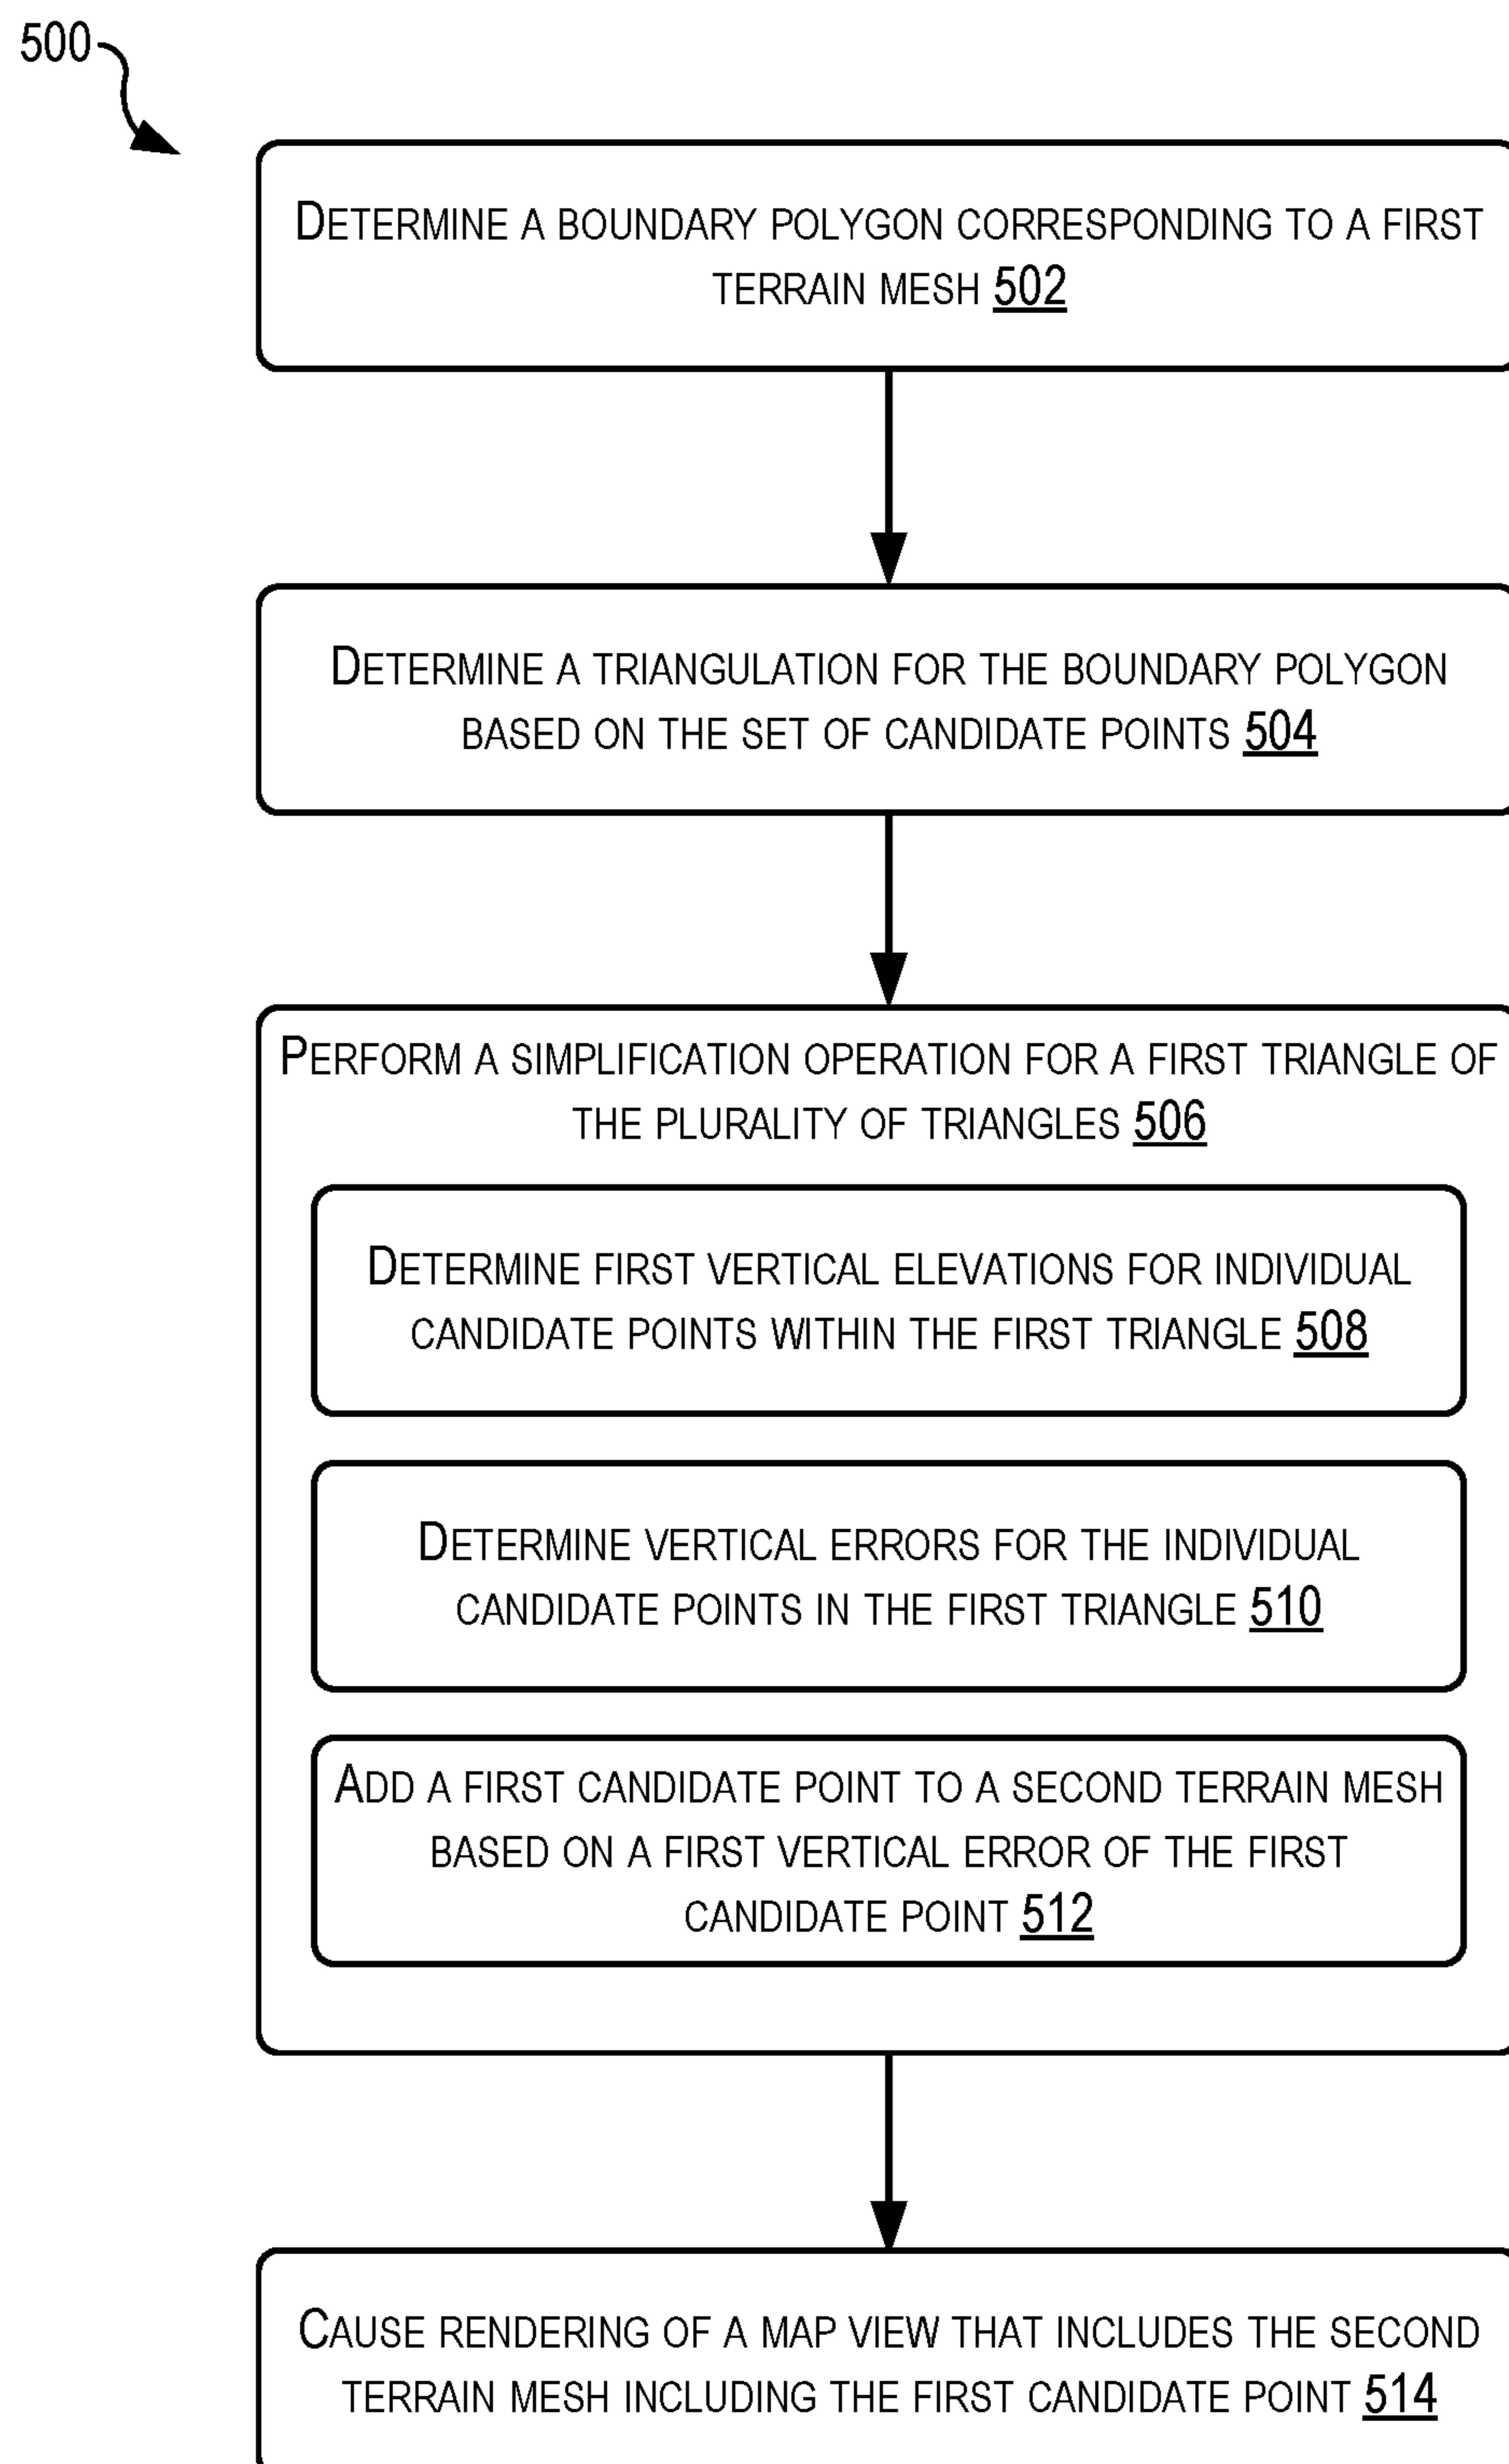 500
DETERMINE A BOUNDARY POLYGON CORRESPONDING TO A FIRST
TERRAIN MESH 502
DETERMINE A TRIANGULATION FOR THE BOUNDARY POLYGON
BASED ON THE SET OF CANDIDATE POINTS 504
PERFORM A SIMPLIFICATION OPERATION FOR A FIRST TRIANGLE OF
THE PLURALITY OF TRIANGLES 506
DETERMINE FIRST VERTICAL ELEVATIONS FOR INDIVIDUAL
CANDIDATE POINTS WITHIN THE FIRST TRIANGLE 508
DETERMINE VERTICAL ERRORS FOR THE INDIVIDUAL
CANDIDATE POINTS IN THE FIRST TRIANGLE 510
ADD A FIRST CANDIDATE POINT TO A SECOND TERRAIN MESH
BASED ON A FIRST VERTICAL ERROR OF THE FIRST
CANDIDATE POINT 512
CAUSE RENDERING OF A MAP VIEW THAT INCLUDES THE SECOND
TERRAIN MESH INCLUDING THE FIRST CANDIDATE POINT 514